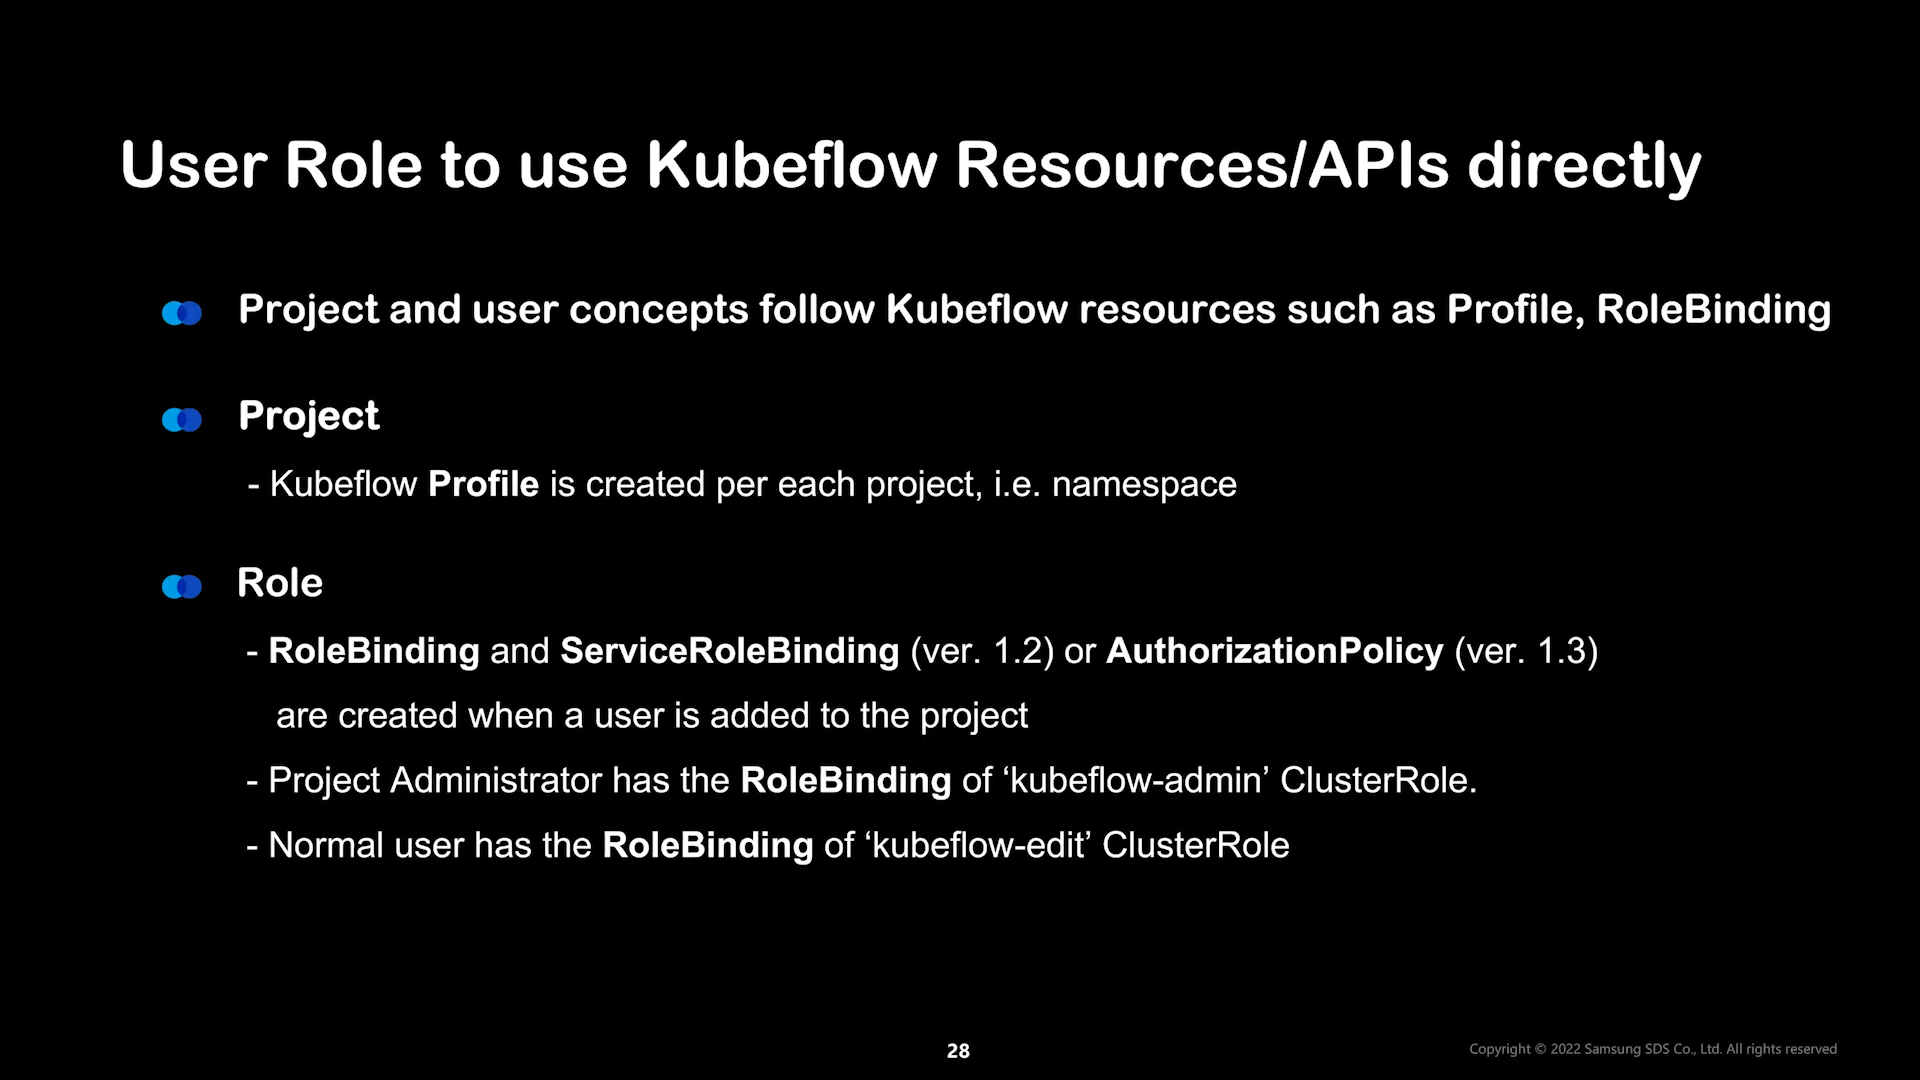 User Role to use Kubeflow Resources/APIs directly
Project and user concepts follow Kubeflow resources such as Profile, RoleBinding
Project
- Kubeflow Profile is created per each project, i.e. namespace
Role
- RoleBinding and ServiceRoleBinding (ver. 1.2) or AuthorizationPolicy (ver. 1.3)
are created when a user is added to the project
- Project Administrator has the RoleBinding of ‘kubeflow-admin’ ClusterRole.
- Normal user has the RoleBinding of ‘kubeflow-edit’ ClusterRole
28
Copyright © 2022 Samsung SDS Co., Ltd. All rights reserved